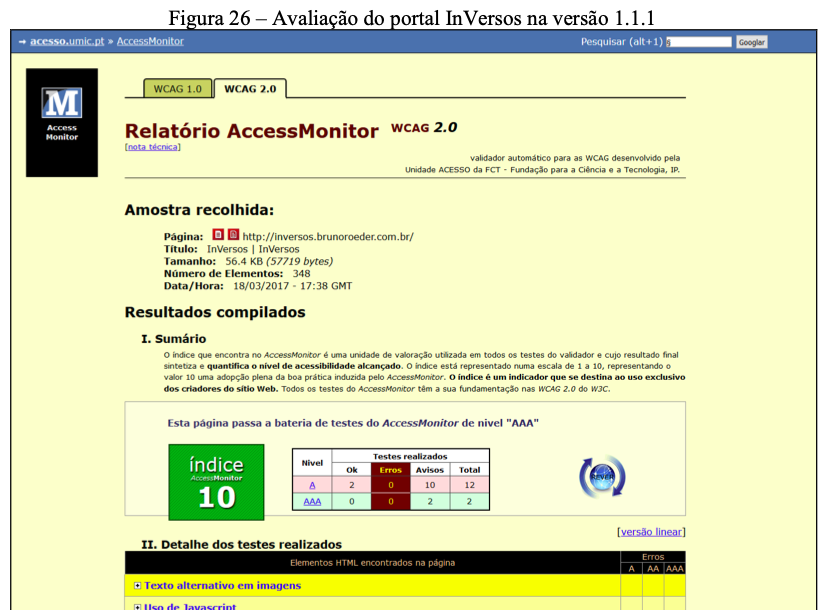 Figura 26 – Avaliação do portal InVersos na versão 1.1.1
→ acesso.umic.pt » AccessMonitor
Pesquisar (alt+1) g Googlar
M
Access
Monitor
WCAG 1.0 WCAG 2.0
Relatório AccessMonitor WCAG 2.0
[nota técnica]
validador automático para as WCAG desenvolvido pela
Unidade ACESSO da FCT - Fundação para a Ciência e a Tecnologia, IP.
Amostra recolhida:
Página: http://inversos.brunoroeder.com.br/
Título: InVersos | InVersos
Tamanho: 56.4 KB (57719 bytes)
Número de Elementos: 348
Data/Hora: 18/03/2017 - 17:38 GMT
Resultados compilados
I. Sumário
O índice que encontra no AccessMonitor é uma unidade de valoração utilizada em todos os testes do validador e cujo resultado final
sintetiza e quantifica o nível de acessibilidade alcançado. O índice está representado numa escala de 1 a 10, representando o
valor 10 uma adopção plena da boa prática induzida pelo AccessMonitor. O índice é um indicador que se destina ao uso exclusivo
dos criadores do sítio Web. Todos os testes do AccessMonitor têm a sua fundamentação nas WCAG 2.0 do W3C.
Esta página passa a bateria de testes do AccessMonitor de nivel "AAA"
índice
AccessMonitor
10
Nivel Testes realizados
Ok Erros Avisos Total
A 2 0 10 12
AAA 0 0 2 2
REVER
[versão linear]
II. Detalhe dos testes realizados
Elementos HTML encontrados na página Erros
A AA AAA
Texto alternativo em imagens
Uso de Javascript